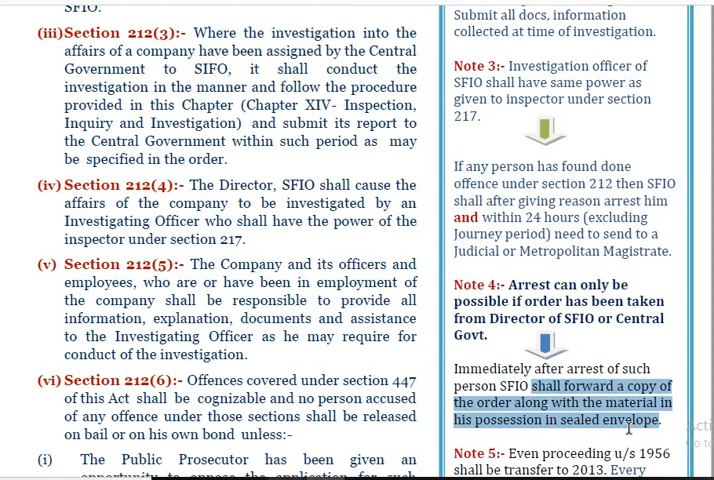 SFIO.
(iii) Section 212(3):- Where the investigation into the
affairs of a company have been assigned by the Central
Government to SIFO, it shall conduct the
investigation in the manner and follow the procedure
provided in this Chapter (Chapter XIV- Inspection,
Inquiry and Investigation) and submit its report to
the Central Government within such period as may
be specified in the order.
(iv) Section 212(4):- The Director, SFIO shall cause the
affairs of the company to be investigated by an
Investigating Officer who shall have the power of the
inspector under section 217.
(v) Section 212(5):- The Company and its officers and
employees, who are or have been in employment of
the company shall be responsible to provide all
information, explanation, documents and assistance
to the Investigating Officer as he may require for
conduct of the investigation.
(vi) Section 212(6):- Offences covered under section 447
of this Act shall be cognizable and no person accused
of any offence under those sections shall be released
on bail or on his own bond unless:-
(i) The Public Prosecutor has been given an
opportunity to oppose the application for such
Submit all docs, information
collected at time of investigation.
Note 3:- Investigation officer of
SFIO shall have same power as
given to inspector under section
217.
If any person has found done
offence under section 212 then SFIO
shall after giving reason arrest him
and within 24 hours (excluding
Journey period) need to send to a
Judicial or Metropolitan Magistrate.
Note 4:- Arrest can only be
possible if order has been taken
from Director of SFIO or Central
Govt.
Immediately after arrest of such
person SFIO shall forward a copy of
the order along with the material in
his possession in sealed envelope.
Note 5:- Even proceeding u/s 1956
shall be transfer to 2013. Every